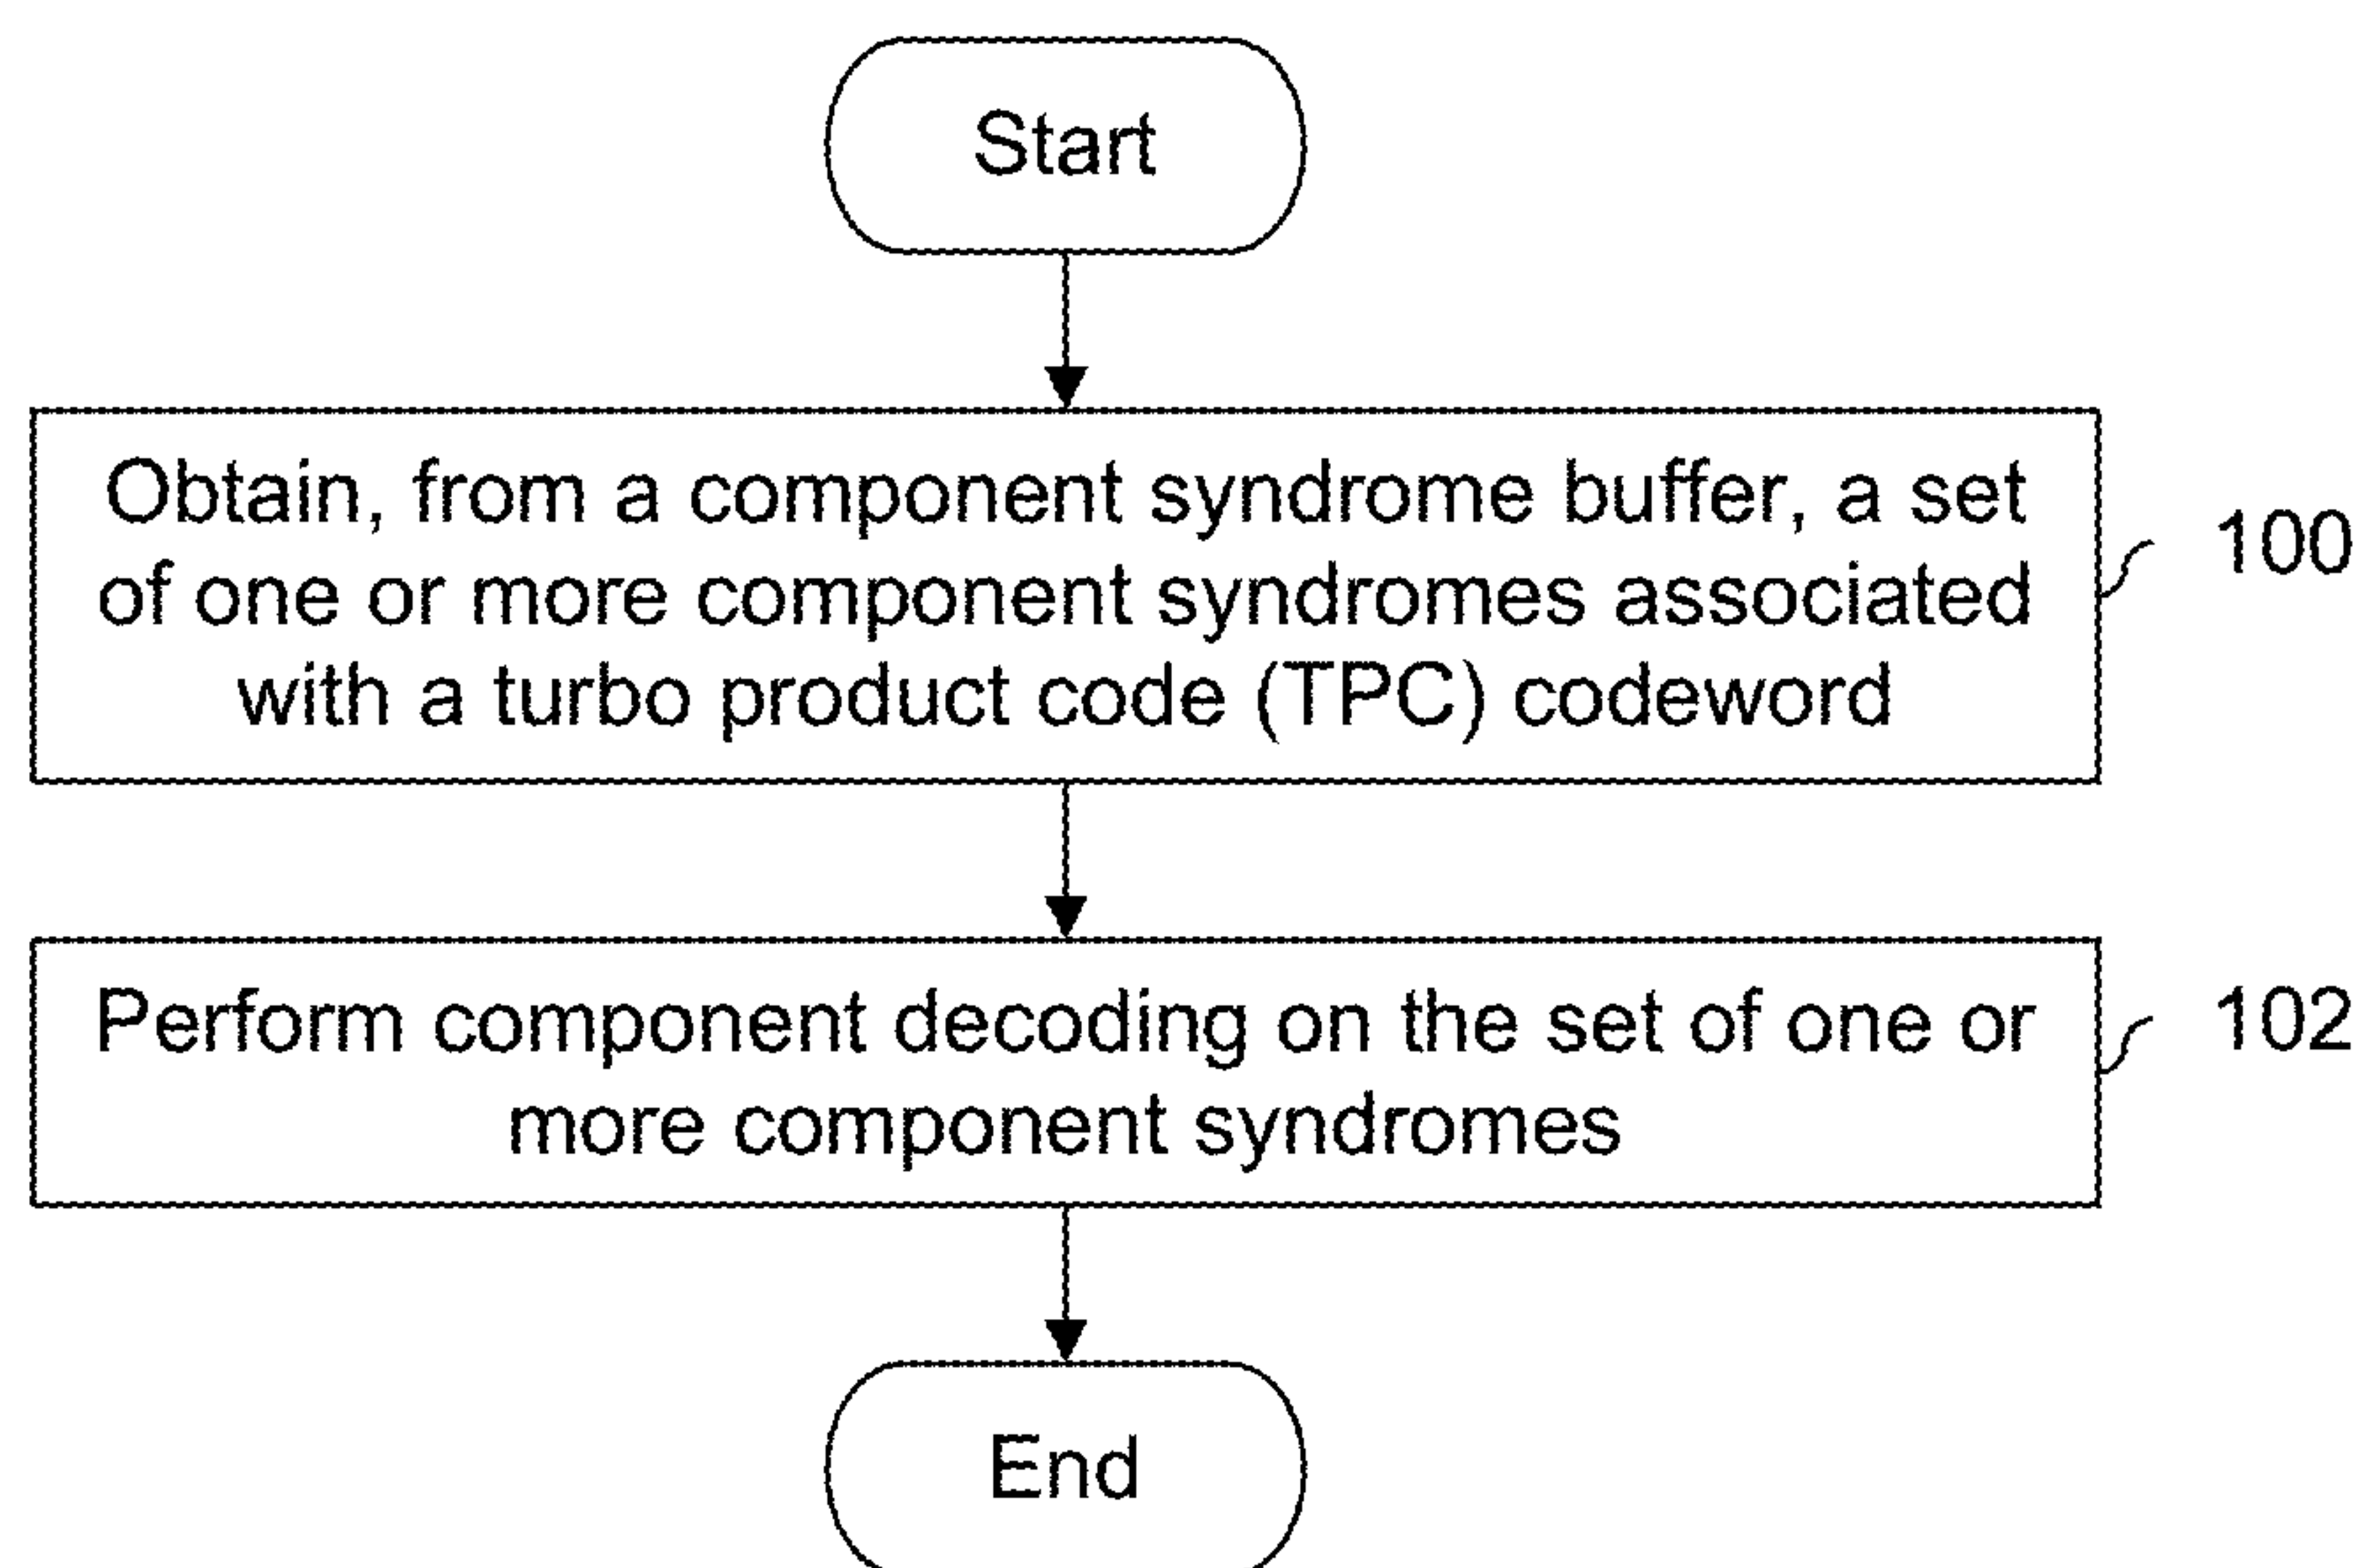 Start
Obtain, from a component syndrome buffer, a set
of one or more component syndromes associated
with a turbo product code (TPC) codeword
100
Perform component decoding on the set of one or
more component syndromes
102
End